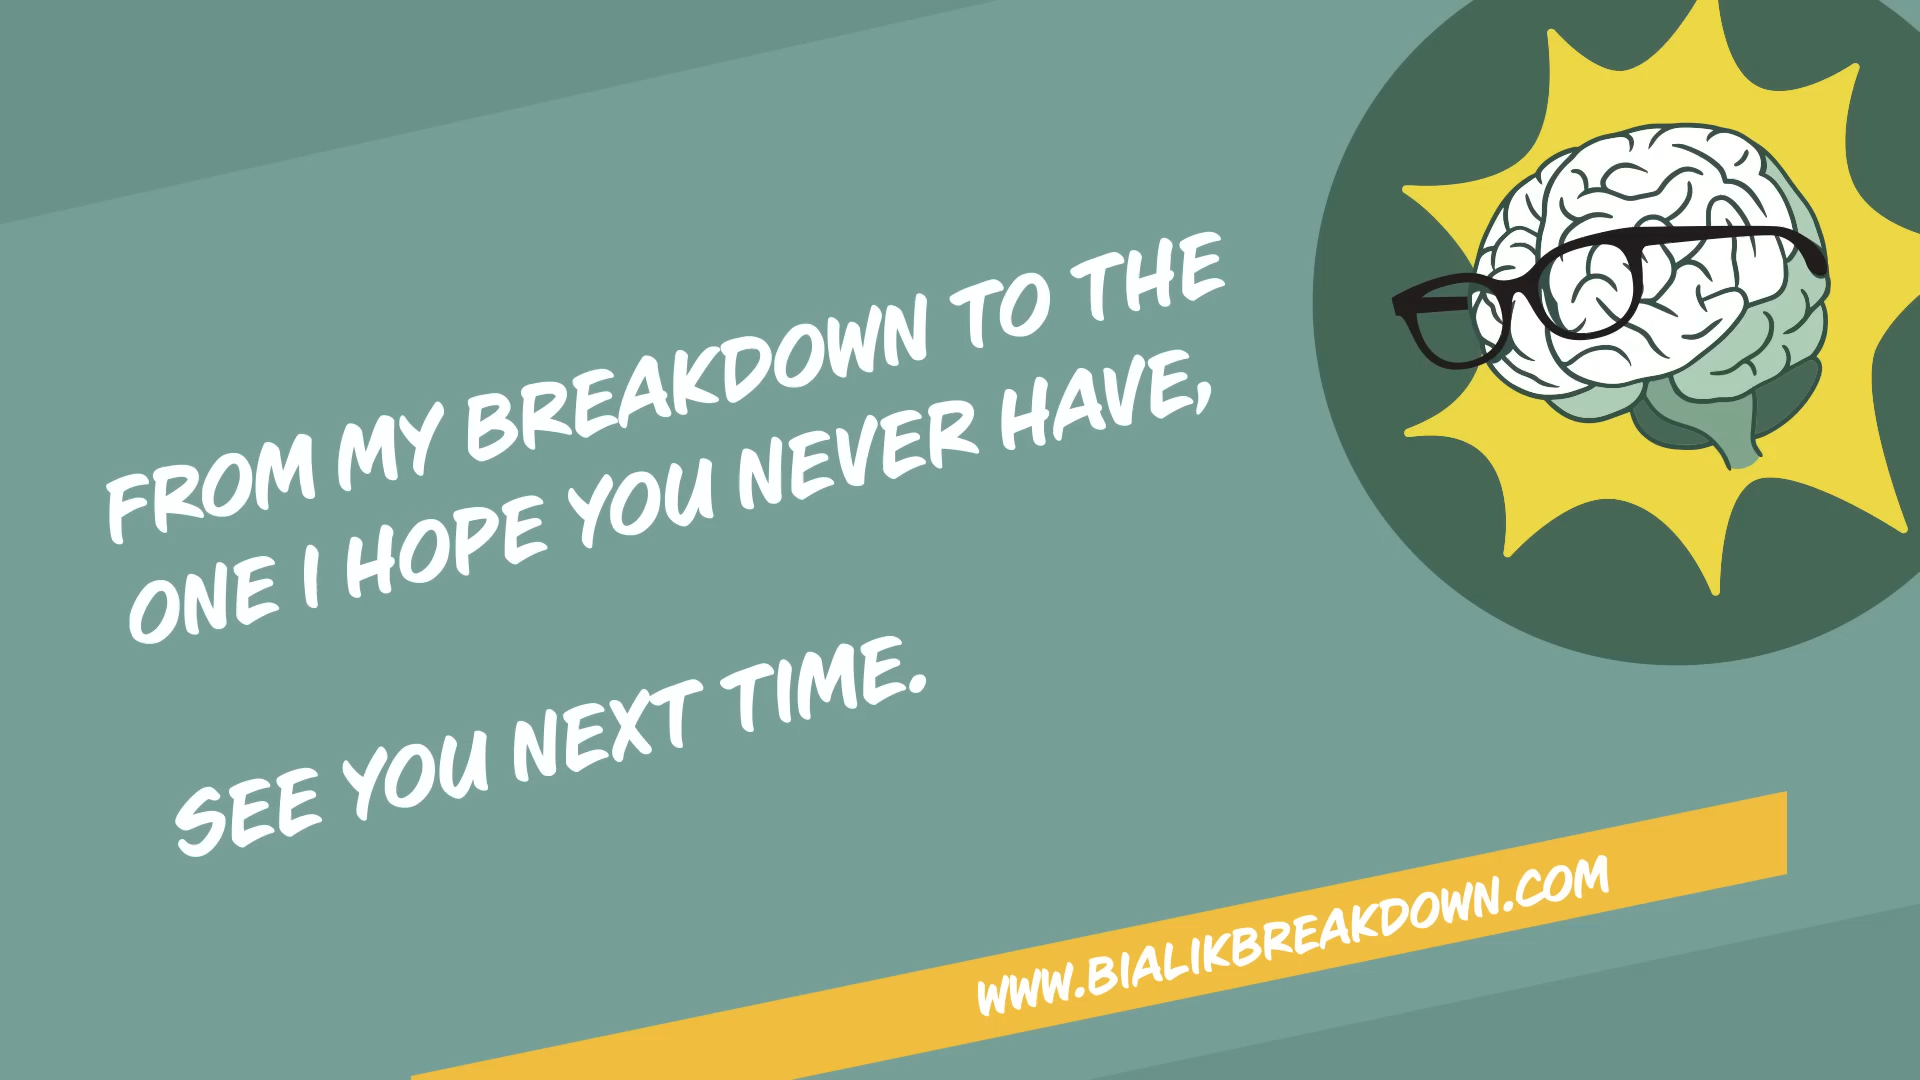 FROM MY BREAKDOWN TO THE
ONE I HOPE YOU NEVER HAVE,
SEE YOU NEXT TIME.
WWW.BIALIKBREAKDOWN.COM